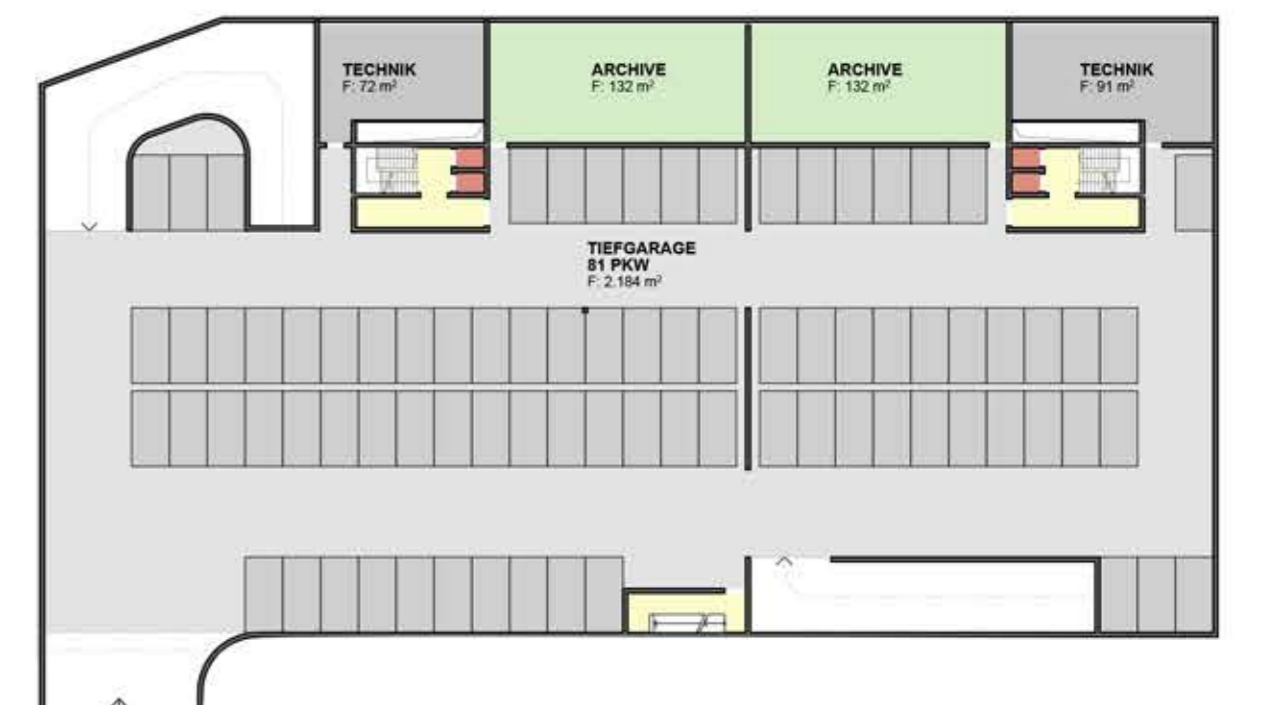 TECHNIK
F: 72 m²
ARCHIVE
F: 132 m²
ARCHIVE
F: 132 m²
TECHNIK
F: 91 m²
TIEFGARAGE
81 PKW
F: 2.184 m²